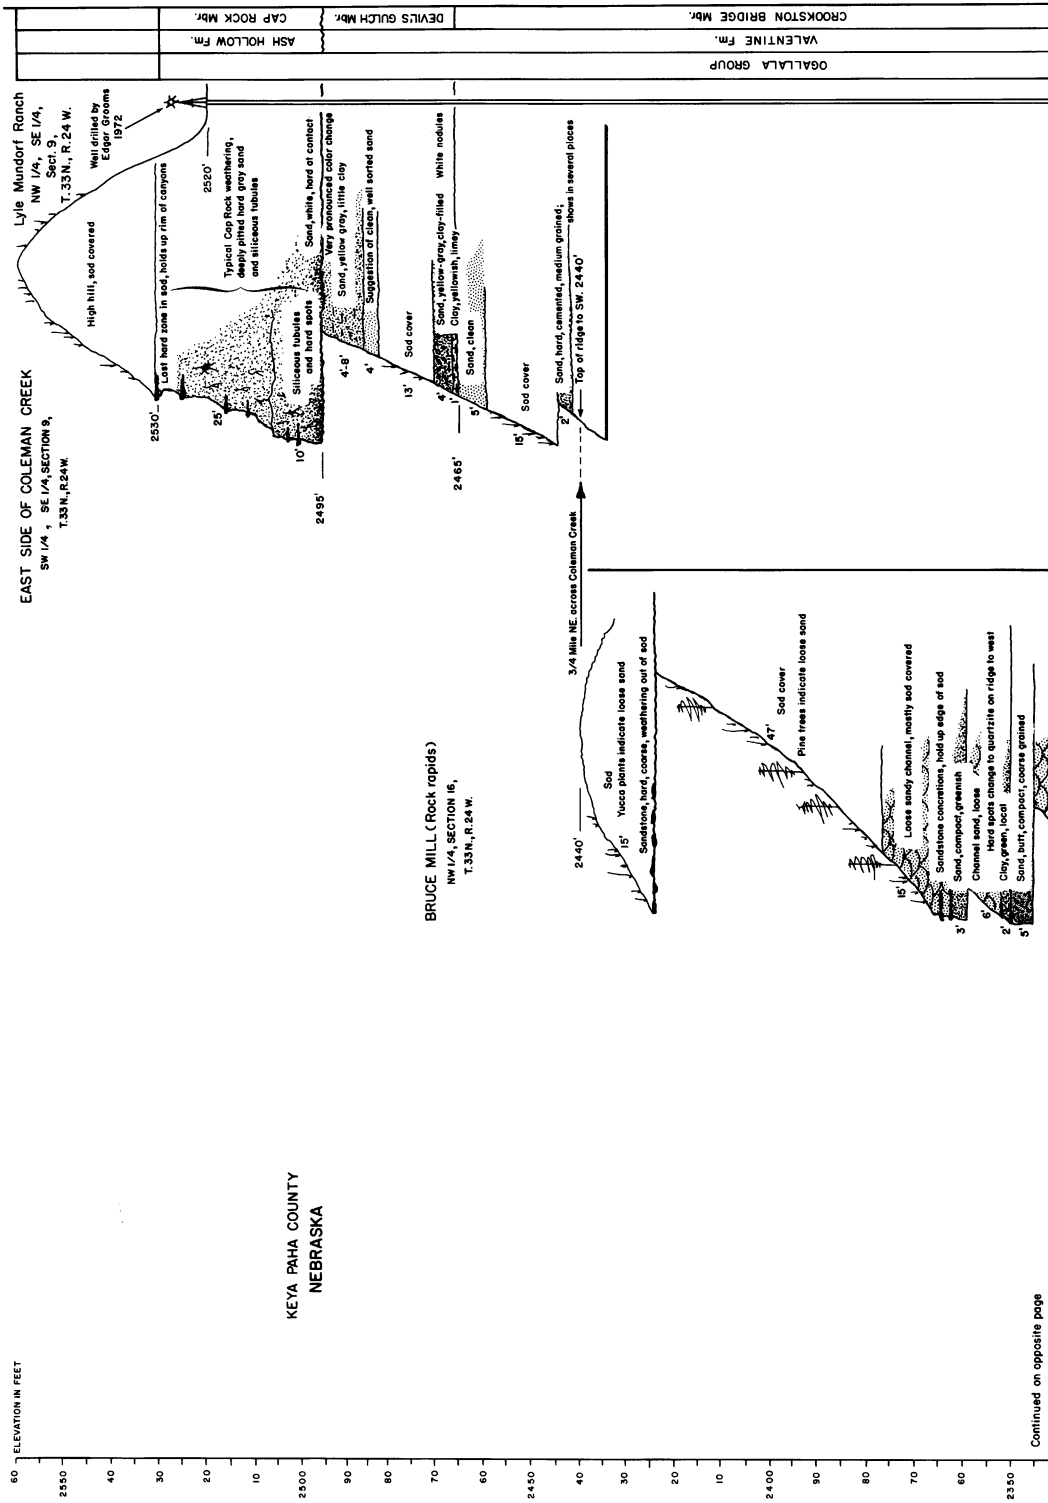 CAP ROCK Mbr.
DEVILS GULCH Mbr.
CROOKSTON BRIDGE Mbr.
ASH HOLLOW Fm.
VALENTINE Fm.
OGALLALA GROUP
Lyle Mundorf Ranch
NW 1/4, SE 1/4,
Sect. 9,
T.33 N., R.24 W.
Well drilled by
Edgar Grooms
1972
2520'
High hill, sod covered
EAST SIDE OF COLEMAN CREEK
SW 1/4 , SE 1/4, SECTION 9,
T.33N., R.24W.
2530'
Last hard zone in sod, holds up rim of canyons
Typical Cap Rock weathering,
deeply pitted hard gray sand
and siliceous tubules
25'
Siliceous tubules
and hard spots
10'
Sand, white, hard at contact
2495'
Very pronounced color change
Sand, yellow gray, little clay
4'-8'
Suggestion of clean, well sorted sand
4'
Sod cover
13'
Sand, yellow-gray, clay-filled
White nodules
4'
Clay, yellowish, limey
1'
2465'
Sand, clean
5'
Sod cover
15'
Sand, hard, cemented, medium grained;
shows in several places
2'
Top of ridge to SW. 2440'
3/4 Mile NE. across Coleman Creek
BRUCE MILL (Rock rapids)
NW 1/4, SECTION 16,
T.33N., R.24 W.
2440'
Sod
Yucca plants indicate loose sand
15'
Sandstone, hard, coarse, weathering out of sod
Sod cover
47'
Pine trees indicate loose sand
Loose sandy channel, mostly sod covered
15'
Sandstone concretions, hold up edge of sod
Sand, compact, greenish
3'
Channel sand, loose
Hard spots change to quartzite on ridge to west
6'
Clay, green, local
2'
Sand, butt, compact, coarse grained
5'
KEYA PAHA COUNTY
NEBRASKA
ELEVATION IN FEET
60
2550
40
30
20
10
2500
90
80
70
60
2450
40
30
20
10
2400
90
80
70
60
2350
Continued on opposite page